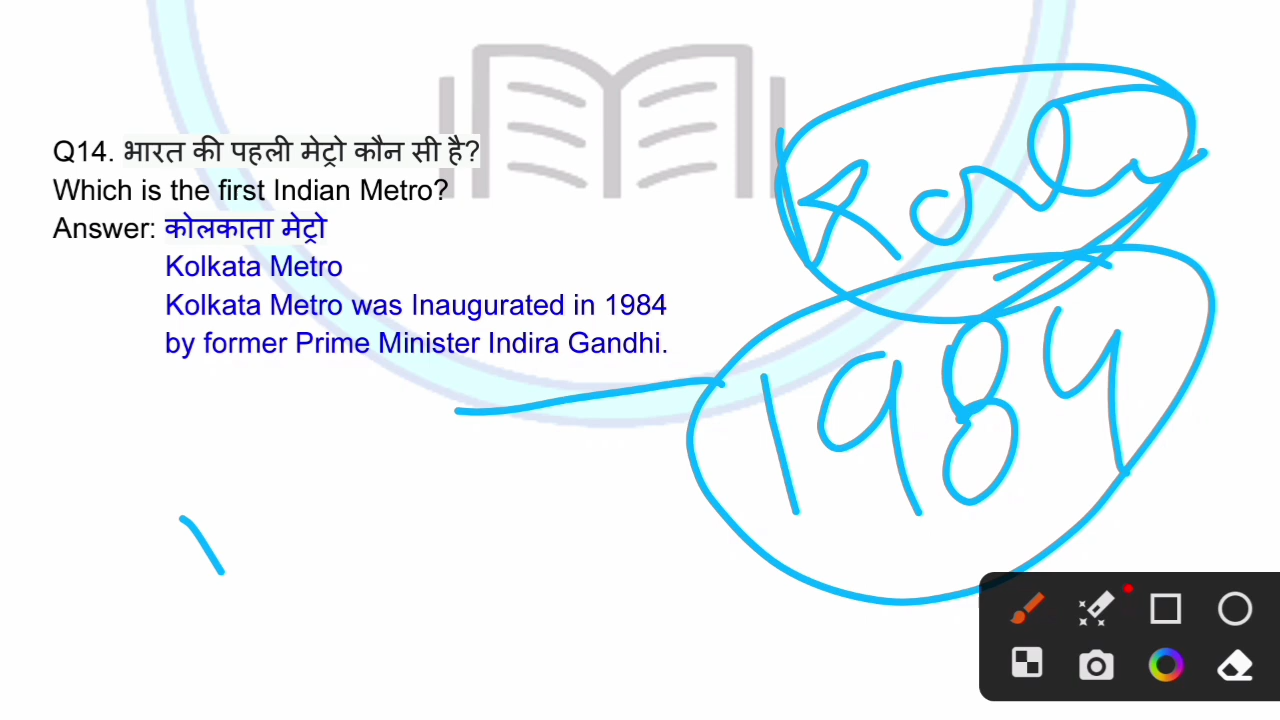 Q14. भारत की पहली मेट्रो कौन सी है?
Which is the first Indian Metro?
Answer: कोलकाता मेट्रो
Kolkata Metro
Kolkata Metro was Inaugurated in 1984
by former Prime Minister Indira Gandhi.
1984